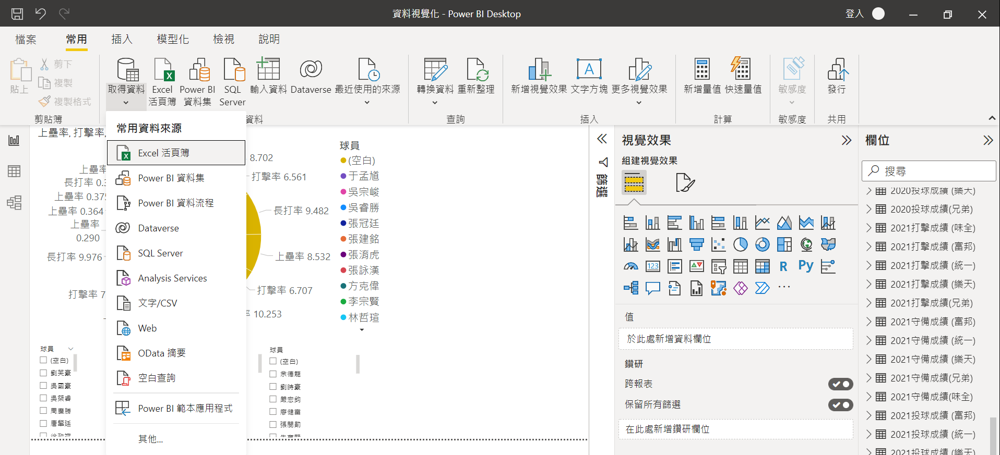 資料視覺化 - Power BI Desktop
登入
檔案 常用 插入 模型化 檢視 說明
貼上
剪下
複製
複製格式
剪貼簿
取得資料
Excel 活頁簿
Power BI 資料集
SQL Server
輸入資料
Dataverse
最近使用的來源
資料
轉換資料
重新整理
查詢
新增視覺效果
文字方塊
更多視覺效果
插入
新增量值
快速量值
計算
敏感度
敏感度
發行
共用
常用資料來源
Excel 活頁簿
Power BI 資料集
Power BI 資料流程
Dataverse
SQL Server
Analysis Services
文字/CSV
Web
OData 摘要
空白查詢
Power BI 範本應用程式
其他...
上壘率, 打擊率,
上壘率
長打率 0.3
上壘率 0.375
上壘率 0.364
上壘率
0.290
長打率 9.976
打擊率 7
8.702
打擊率 6.561
長打率 9.482
上壘率 8.532
打擊率 6.707
10.253
球員
(空白)
于孟馗
吳宗峻
吳睿勝
張冠廷
張建銘
張淯虎
張詠漢
方克偉
李宗賢
林哲瑄
球員
(空白)
劉芙豪
吳國豪
吳桀睿
周廣勝
唐肇廷
徐政斌
球員
(空白)
余德龍
劉時豪
嚴宏鈞
廖健富
張閔勛
朱育賢
篩選
視覺效果
組建視覺效果
123
R
Py
值
於此處新增資料欄位
鑽研
跨報表
保留所有篩選
在此處新增鑽研欄位
欄位
搜尋
2020投球成績 (樂天)
2020投球成績(兄弟)
2021打擊成績 (味全)
2021打擊成績 (富邦)
2021打擊成績 (統一)
2021打擊成績 (樂天)
2021打擊成績(兄弟)
2021守備成績 (富邦)
2021守備成績 (統一)
2021守備成績 (樂天)
2021守備成績(兄弟)
2021守備成績(味全)
2021投球成績 (富邦)
2021投球成績 (統一)
2021投球成績 (樂天)